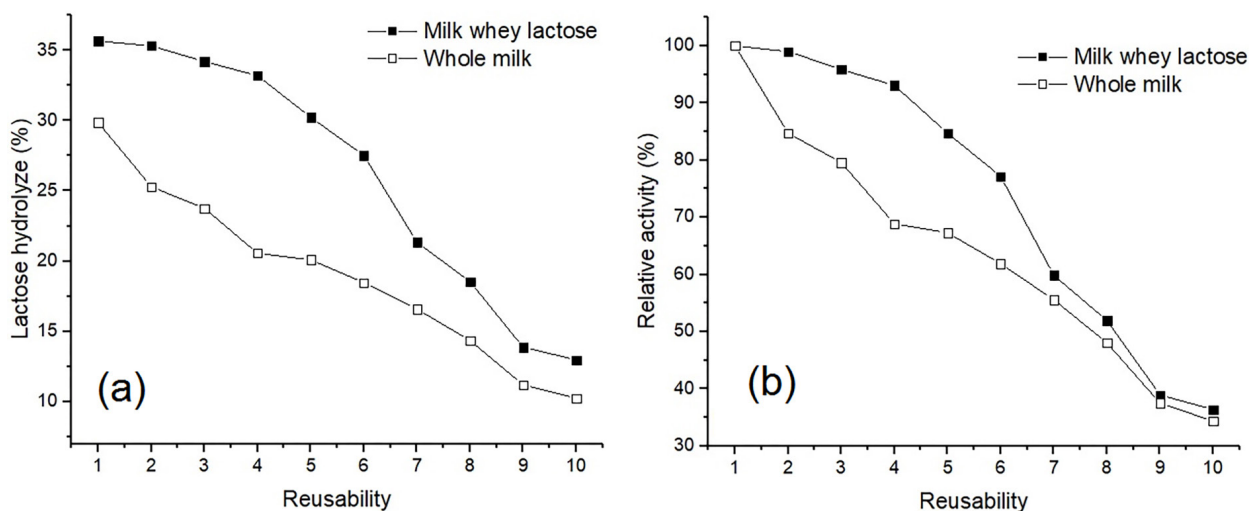 Milk whey lactose
Whole milk
Lactose hydrolyze (%)
35
30
25
20
15
10
(a)
1 2 3 4 5 6 7 8 9 10
Reusability
Milk whey lactose
Whole milk
Relative activity (%)
100
90
80
70
60
50
40
30
(b)
1 2 3 4 5 6 7 8 9 10
Reusability